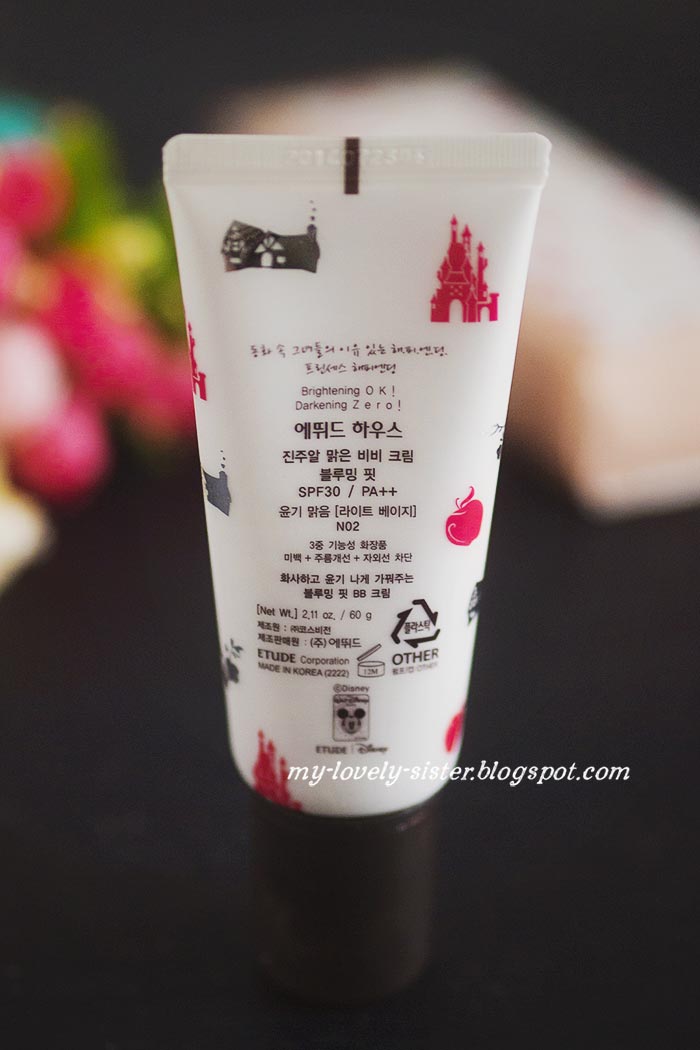 동화 속 그녀들의 이유 있는 해피엔딩.
프린세스 해피엔딩
Brightening OK!
Darkening Zero!
에뛰드 하우스
진주알 맑은 비비 크림
블루밍 핏
SPF30 / PA++
윤기 맑음 [라이트 베이지]
N02
3중 기능성 화장품
미백 + 주름개선 + 자외선 차단
화사하고 윤기 나게 가꿔주는
블루밍 핏 BB 크림
[Net Wt.] 2.11 oz. / 60 g
제조원 : ㈜코스비전
제조판매원 : (주) 에뛰드
ETUDE Corporation
MADE IN KOREA (2222)
12M
플라스틱
OTHER
펌프/캡/OTHER
©Disney
ETUDE | Disney
my-lovely-sister.blogspot.com